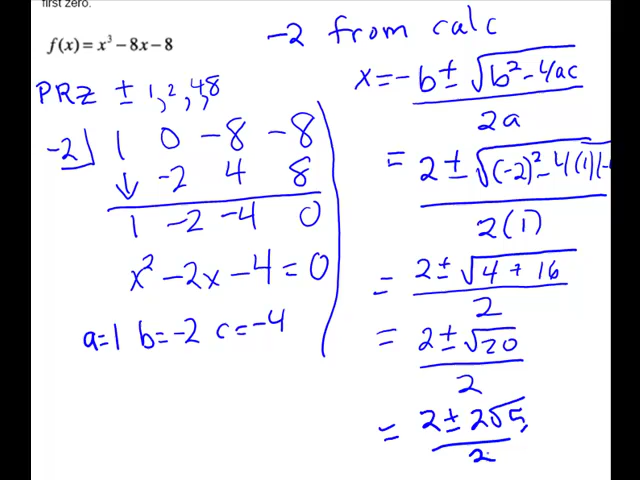 first zero.
f(x) = x³ − 8x − 8
-2 from calc
PRZ ± 1, 2, 4, 8
-2 | 1 0 -8 -8
↓ -2 4 8
1 -2 -4 0
x² - 2x - 4 = 0
a=1 b=-2 c=-4
x = -b ± √(b² - 4ac)
2a
= 2 ± √((-2)² - 4(1)(-
2(1)
= 2 ± √(4 + 16)
2
= 2 ± √20
2
= 2 ± 2√5
2